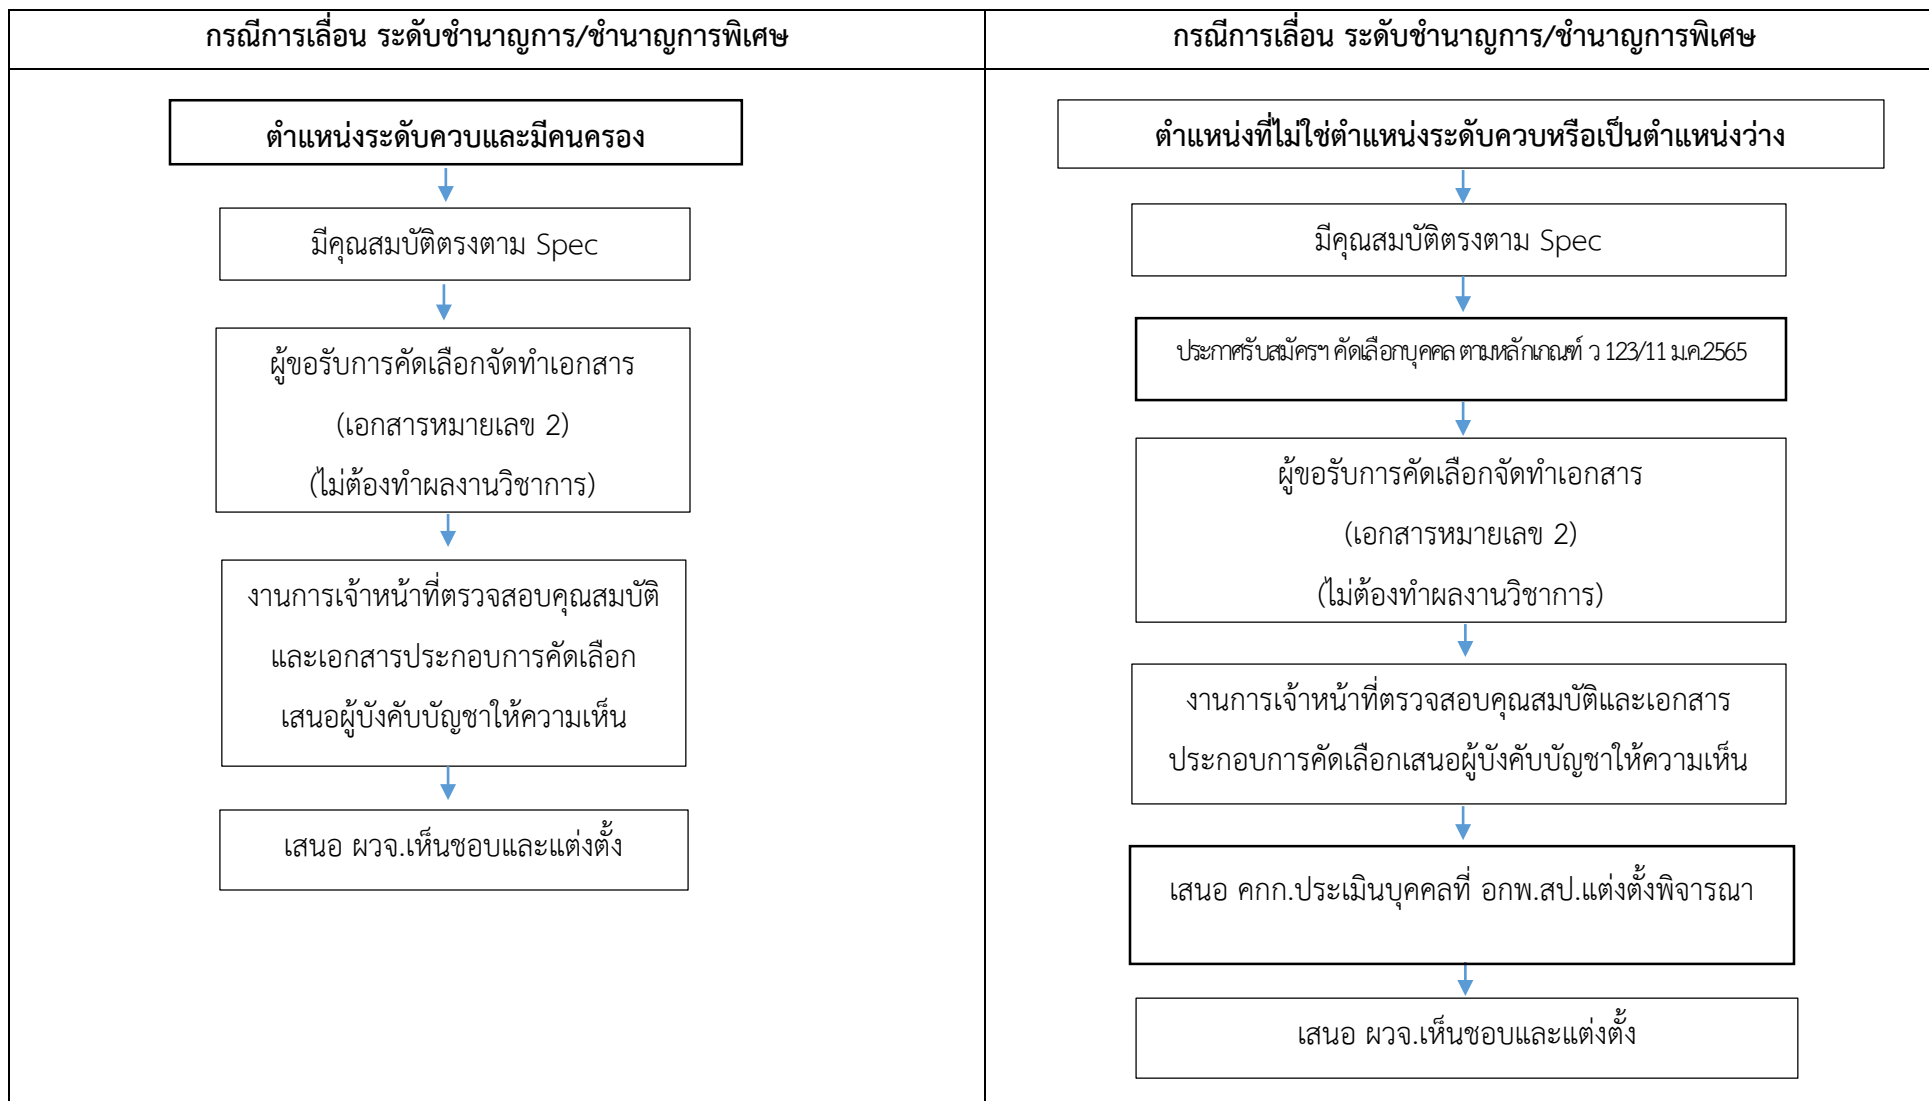 กรณีการเลื่อน ระดับชำนาญการ/ชำนาญการพิเศษ
ตำแหน่งระดับควบและมีคนครอง
มีคุณสมบัติตรงตาม Spec
ผู้ขอรับการคัดเลือกจัดทำเอกสาร
(เอกสารหมายเลข 2)
(ไม่ต้องทำผลงานวิชาการ)
งานการเจ้าหน้าที่ตรวจสอบคุณสมบัติ
และเอกสารประกอบการคัดเลือก
เสนอผู้บังคับบัญชาให้ความเห็น
เสนอ ผวจ.เห็นชอบและแต่งตั้ง
กรณีการเลื่อน ระดับชำนาญการ/ชำนาญการพิเศษ
ตำแหน่งที่ไม่ใช่ตำแหน่งระดับควบหรือเป็นตำแหน่งว่าง
มีคุณสมบัติตรงตาม Spec
ประกาศรับสมัครฯ คัดเลือกบุคคล ตามหลักเกณฑ์ ว 123/11 ม.ค.2565
ผู้ขอรับการคัดเลือกจัดทำเอกสาร
(เอกสารหมายเลข 2)
(ไม่ต้องทำผลงานวิชาการ)
งานการเจ้าหน้าที่ตรวจสอบคุณสมบัติและเอกสาร
ประกอบการคัดเลือกเสนอผู้บังคับบัญชาให้ความเห็น
เสนอ คกก.ประเมินบุคคลที่ อกพ.สป.แต่งตั้งพิจารณา
เสนอ ผวจ.เห็นชอบและแต่งตั้ง